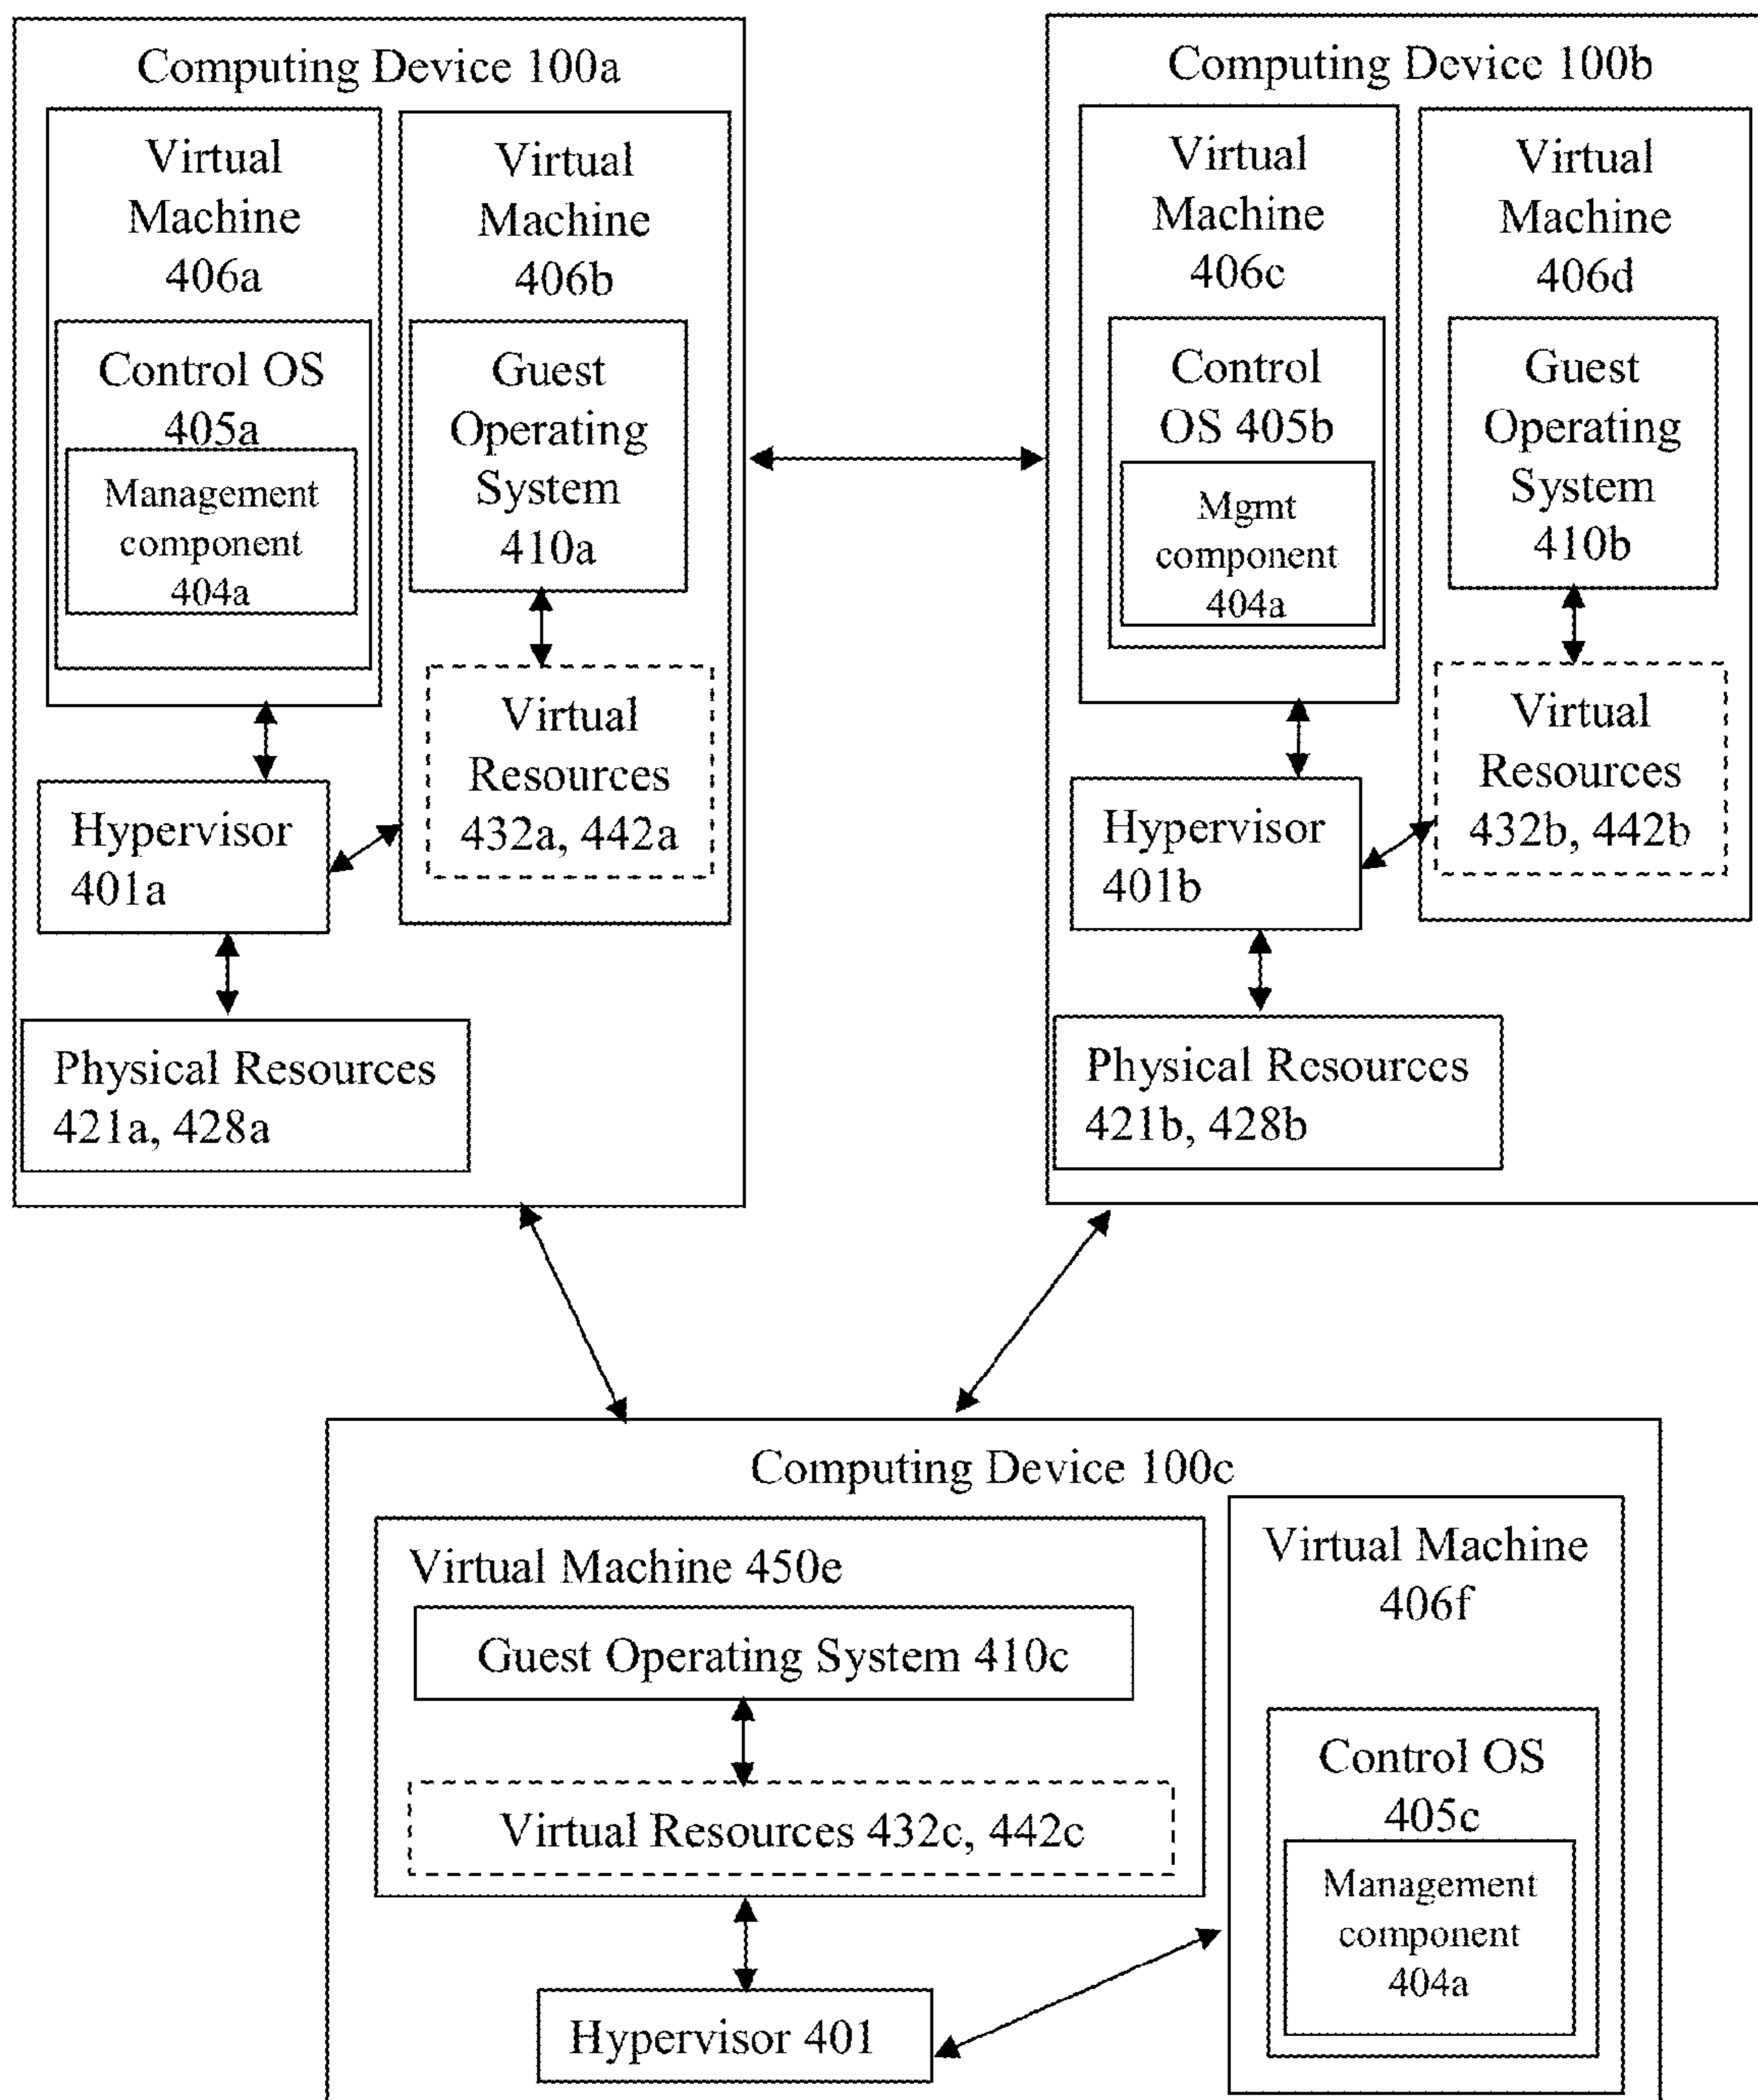 Computing Device 100a
Virtual
Machine
406a
Control OS
405a
Management
component
404a
Virtual
Machine
406b
Guest
Operating
System
410a
Virtual
Resources
432a, 442a
Hypervisor
401a
Physical Resources
421a, 428a
Computing Device 100b
Virtual
Machine
406c
Control
OS 405b
Mgmt
component
404a
Virtual
Machine
406d
Guest
Operating
System
410b
Virtual
Resources
432b, 442b
Hypervisor
401b
Physical Resources
421b, 428b
Computing Device 100c
Virtual Machine 450e
Guest Operating System 410c
Virtual Resources 432c, 442c
Virtual Machine
406f
Control OS
405c
Management
component
404a
Hypervisor 401